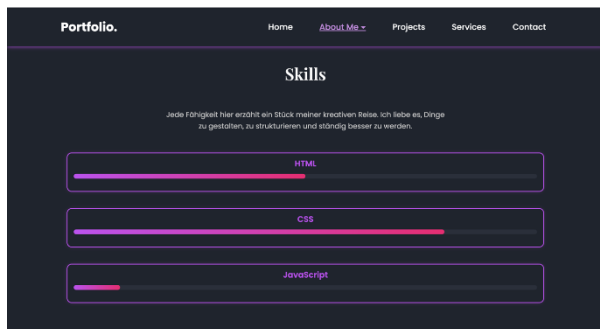 Portfolio.
Home About Me Projects Services Contact
Skills
Jede Fähigkeit hier erzählt ein Stück meiner kreativen Reise. Ich liebe es, Dinge
zu gestalten, zu strukturieren und ständig besser zu werden.
HTML
CSS
JavaScript